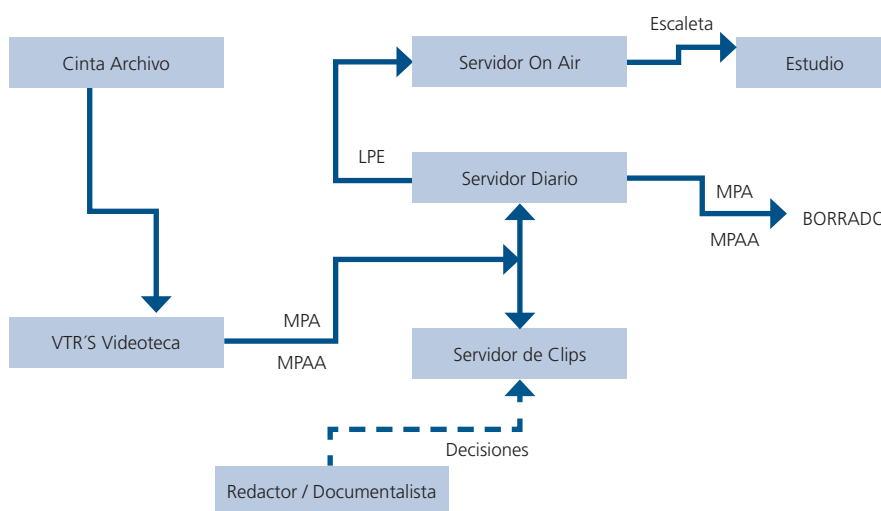 Escaleta
Cinta Archivo
Servidor On Air
Estudio
LPE
Servidor Diario
MPA
MPAA
BORRADO
MPA
MPAA
VTR´S Videoteca
Servidor de Clips
Decisiones
Redactor / Documentalista